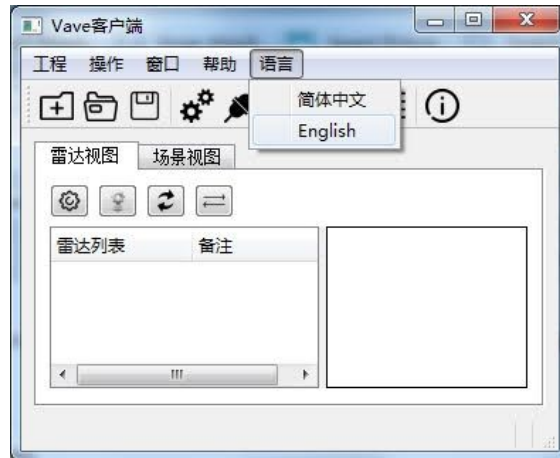 Vave客户端
工程 操作 窗口 帮助 语言
简体中文
English
雷达视图 场景视图
雷达列表 备注